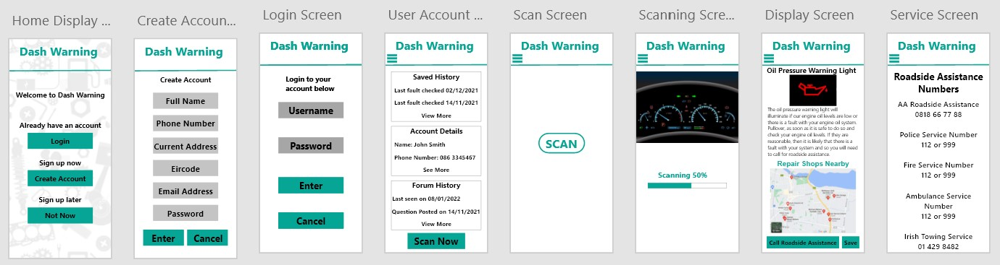 Home Display ...
Dash Warning
Welcome to Dash Warning
Already have an account
Login
Sign up now
Create Account
Sign up later
Not Now
Create Accoun...
Dash Warning
Create Account
Full Name
Phone Number
Current Address
Eircode
Email Address
Password
Enter
Cancel
Login Screen
Dash Warning
Login to your
account below
Username
Password
Enter
Cancel
User Account ...
Dash Warning
Saved History
Last fault checked 02/12/2021
Last fault checked 14/11/2021
View More
Account Details
Name: John Smith
Phone Number: 086 3345467
See More
Forum History
Last seen on 08/01/2022
Question Posted on 14/11/2021
View More
Scan Now
Scan Screen
Dash Warning
SCAN
Scanning Scre...
Dash Warning
Scanning 50%
Display Screen
Dash Warning
Oil Pressure Warning Light
The oil pressure warning light will
illuminate if our engine oil levels are low or
there is a fault with your engine oil system.
Pullover, as soon as it is safe to do so and
check your engine oil levels. If they are
reasonable, then it is likely that there is a
fault with your system and so you will need
to call for roadside assistance.
Repair Shops Nearby
Call Roadside Assistance
Save
Service Screen
Dash Warning
Roadside Assistance
Numbers
AA Roadside Assistance
0818 66 77 88
Police Service Number
112 or 999
Fire Service Number
112 or 999
Ambulance Service
Number
112 or 999
Irish Towing Service
01 429 8482